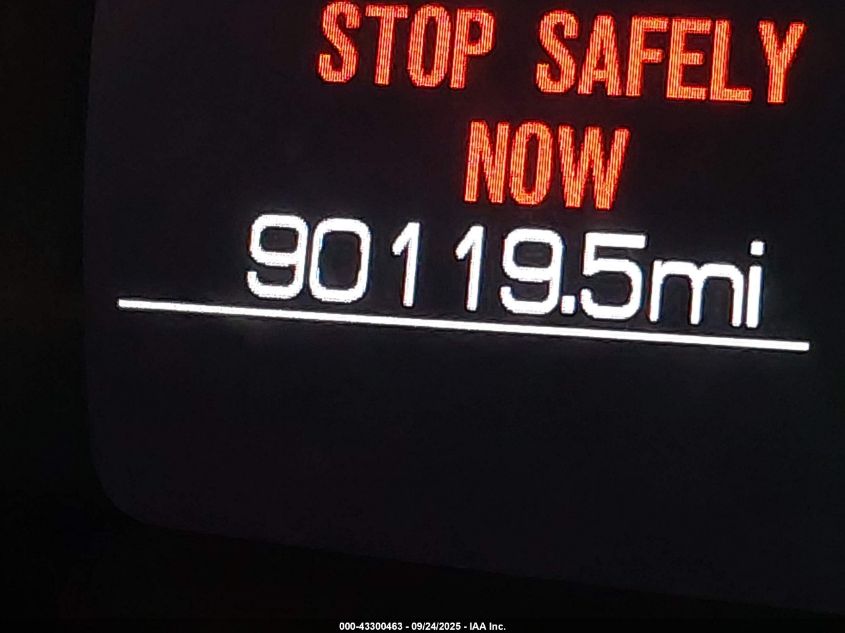 STOP SAFELY
NOW
90119.5mi
000-43300463 - 09/24/2025 - IAA Inc.